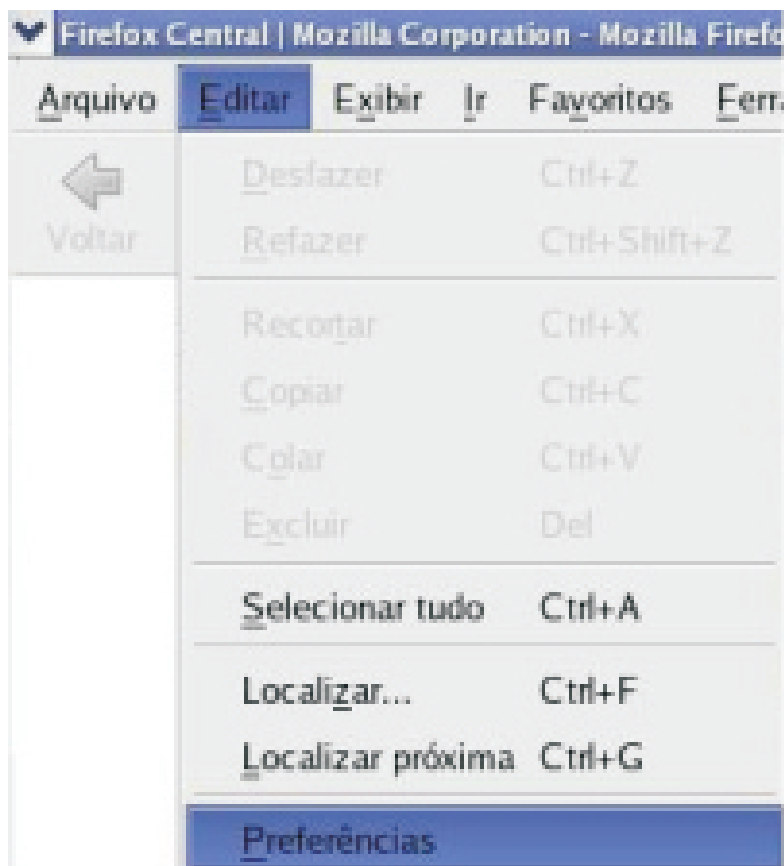 Firefox Central | Mozilla Corporation - Mozilla Firefo
Arquivo Editar Exibir Ir Favoritos Ferra
Voltar
Desfazer Ctrl+Z
Refazer Ctrl+Shift+Z
Recortar Ctrl+X
Copiar Ctrl+C
Colar Ctrl+V
Excluir Del
Selecionar tudo Ctrl+A
Localizar... Ctrl+F
Localizar próxima Ctrl+G
Preferências